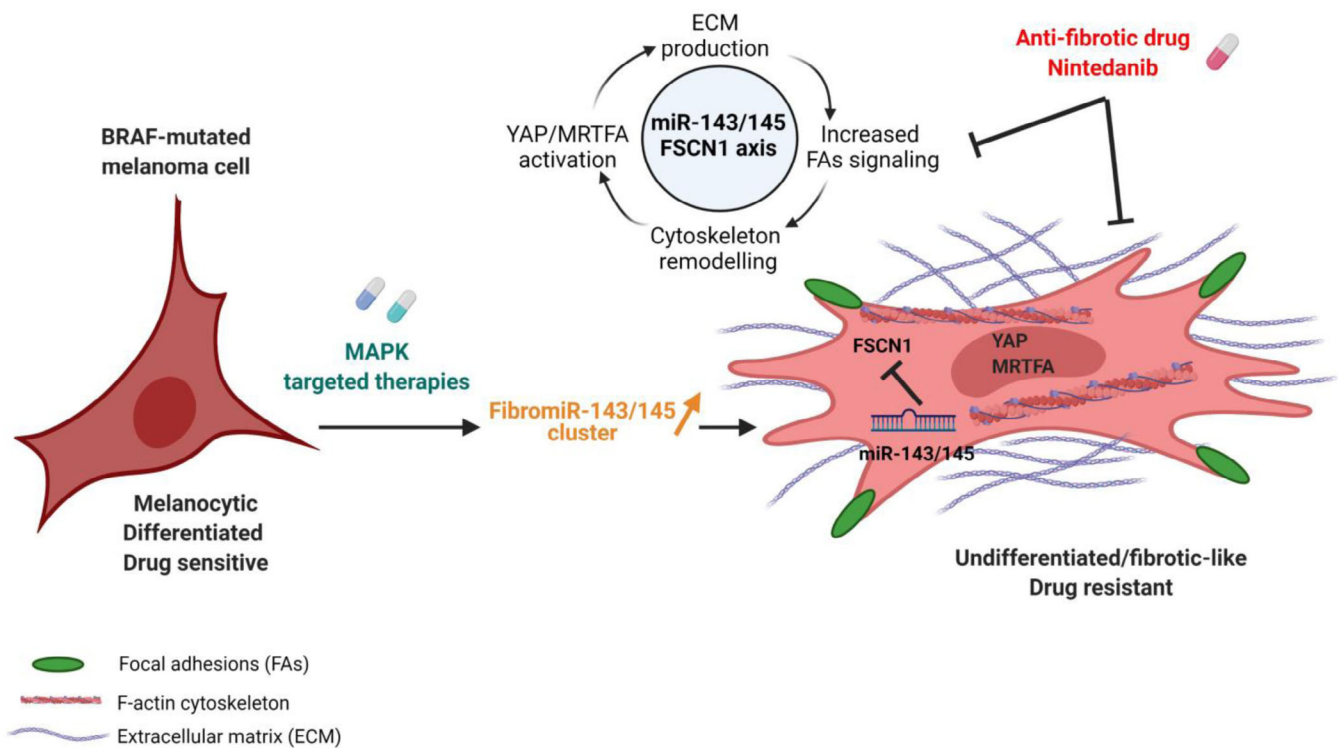 ECM
production
Anti-fibrotic drug
Nintedanib
BRAF-mutated
melanoma cell
YAP/MRTFA
activation
miR-143/145
FSCN1 axis
Increased
FAs signaling
Cytoskeleton
remodelling
MAPK
targeted therapies
FibromiR-143/145
cluster
FSCN1
YAP
MRTFA
miR-143/145
Melanocytic
Differentiated
Drug sensitive
Undifferentiated/fibrotic-like
Drug resistant
Focal adhesions (FAs)
F-actin cytoskeleton
Extracellular matrix (ECM)